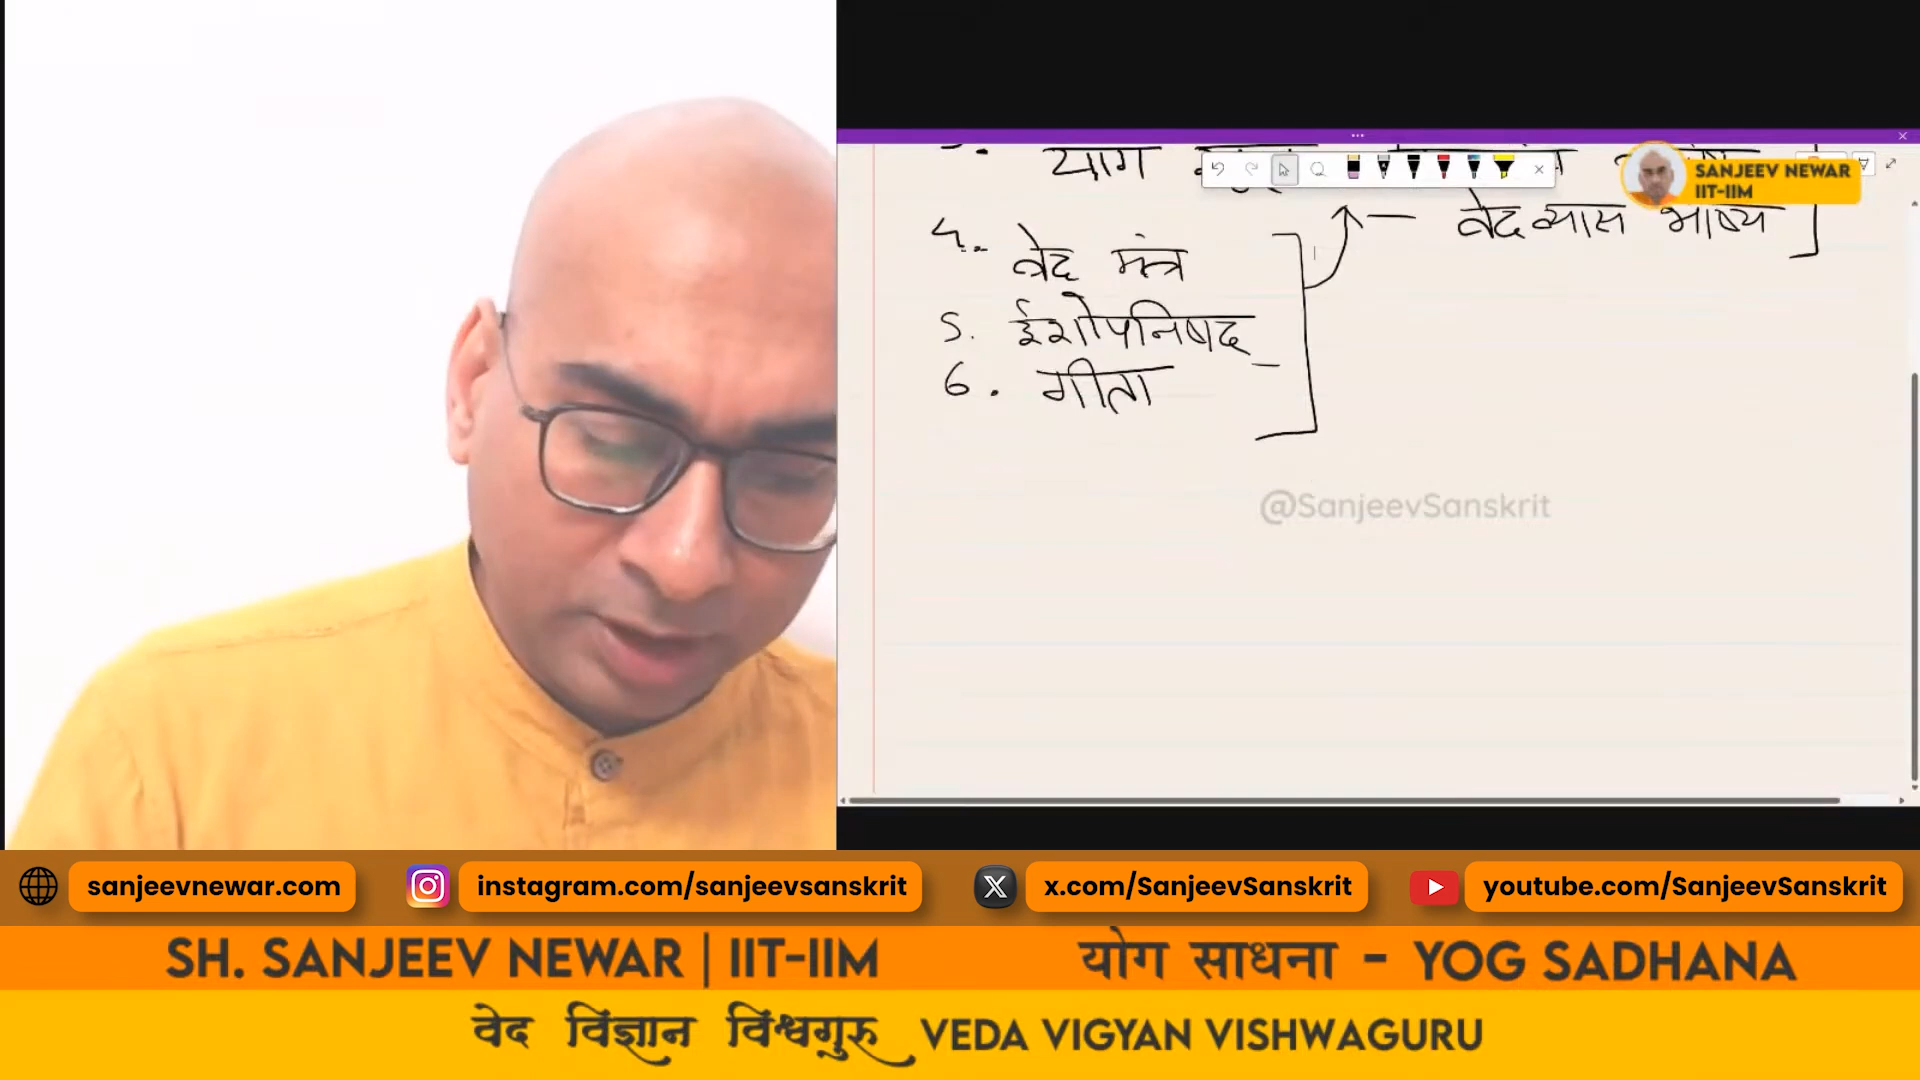 SANJEEV NEWAR
IIT-IIM
3. योग
— वेदव्यास भाष्य
4. वेद मंत्र
5. ईशोपनिषद
6. गीता
@SanjeevSanskrit
sanjeevnewar.com
instagram.com/sanjeevsanskrit
x.com/SanjeevSanskrit
youtube.com/SanjeevSanskrit
SH. SANJEEV NEWAR | IIT-IIM
योग साधना - YOG SADHANA
वेद विज्ञान विश्वगुरु VEDA VIGYAN VISHWAGURU